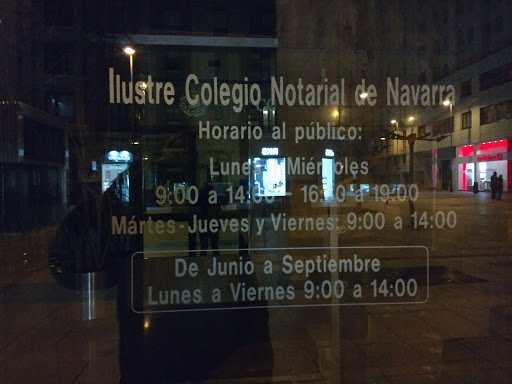 Ilustre Colegio Notarial de Navarra
Horario al público:
Lunes Miércoles
9:00 a 14:00 - 16:30 a 19:00
Mártes-Jueves y Viernes: 9:00 a 14:00
De Junio a Septiembre
Lunes a Viernes 9:00 a 14:00